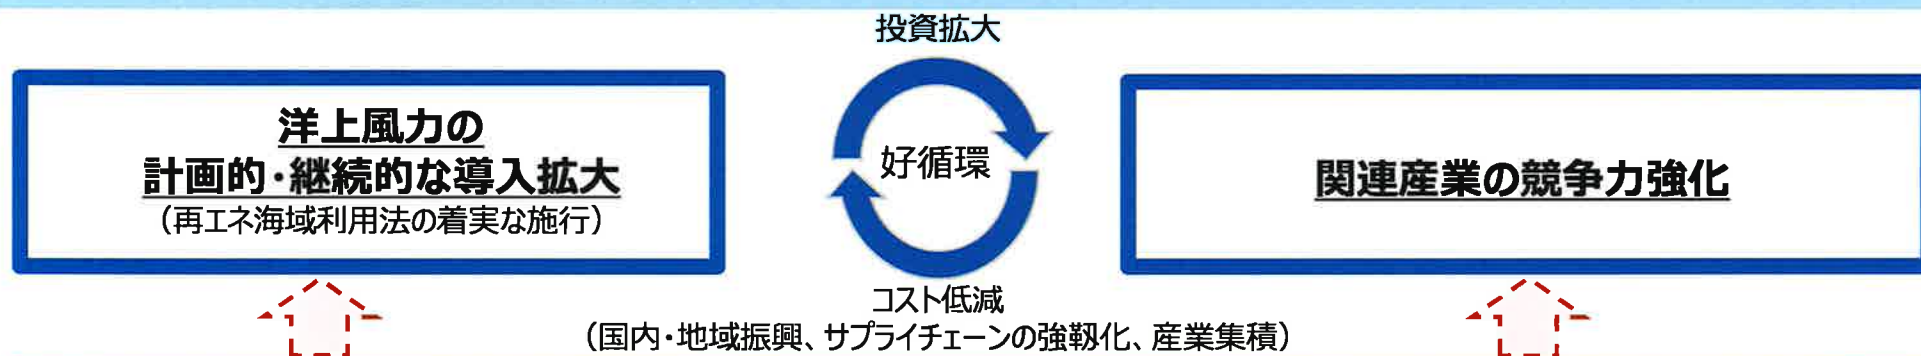 投資拡大
洋上風力の
計画的・継続的な導入拡大
（再エネ海域利用法の着実な施行）
好循環
関連産業の競争力強化
コスト低減
（国内・地域振興、サプライチェーンの強靱化、産業集積）